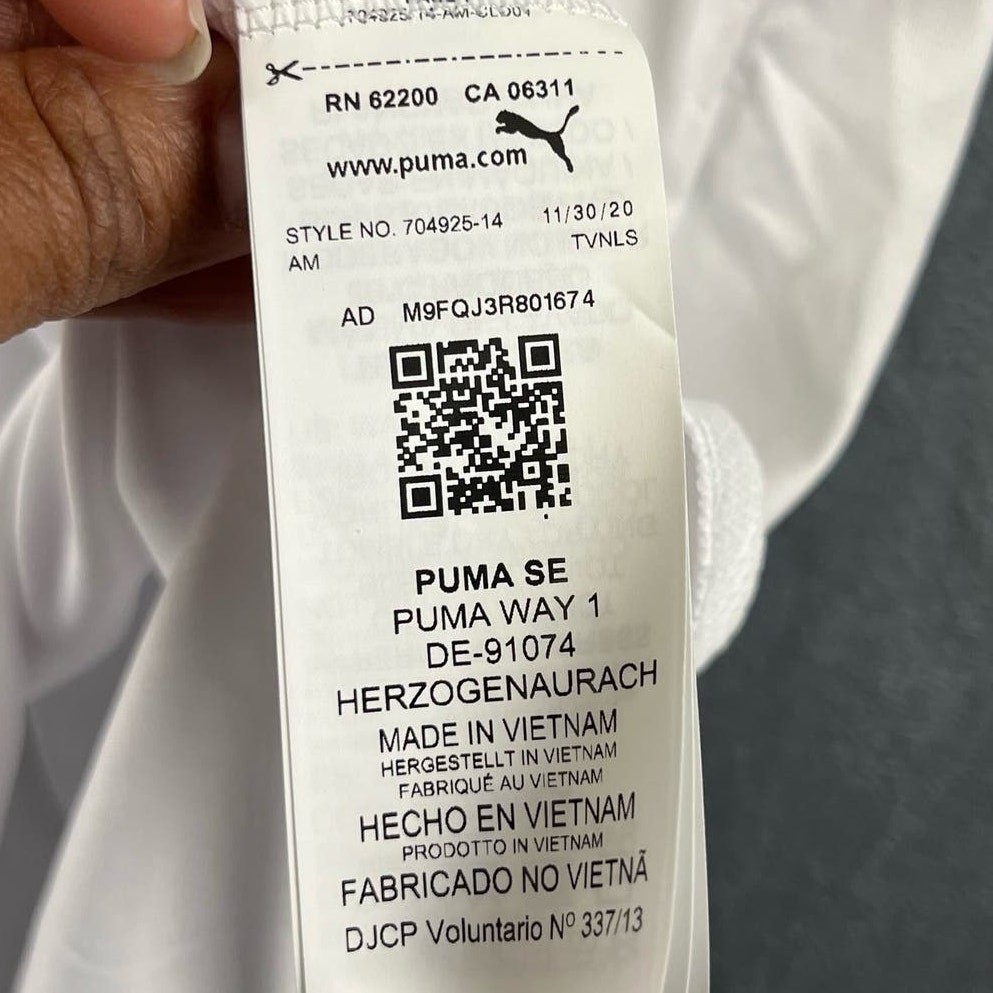 RN 62200 CA 06311
www.puma.com
STYLE NO. 704925-14 11/30/20
AM TVNLS
AD M9FQJ3R801674
PUMA SE
PUMA WAY 1
DE-91074
HERZOGENAURACH
MADE IN VIETNAM
HERGESTELLT IN VIETNAM
FABRIQUÉ AU VIETNAM
HECHO EN VIETNAM
PRODOTTO IN VIETNAM
FABRICADO NO VIETNÃ
DJCP Voluntario Nº 337/13